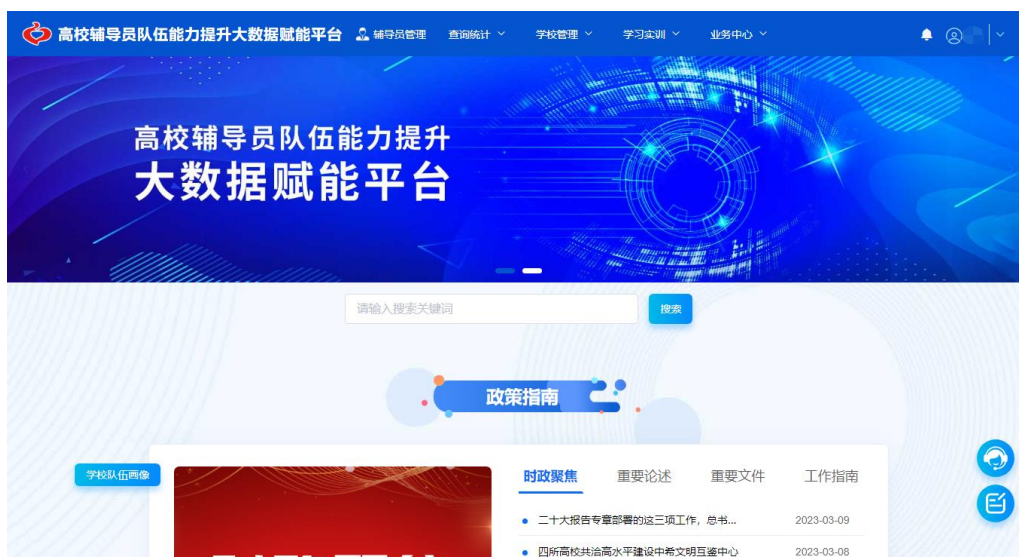 高校辅导员队伍能力提升大数据赋能平台 辅导员管理 查询统计 学校管理 学习实训 业务中心
高校辅导员队伍能力提升
大数据赋能平台
请输入搜索关键词 搜索
政策指南
学校队伍画像
时政聚焦 重要论述 重要文件 工作指南
二十大报告专章部署的这三项工作，总书... 2023-03-09
四所高校共治高水平建设中希文明互鉴中心 2023-03-08